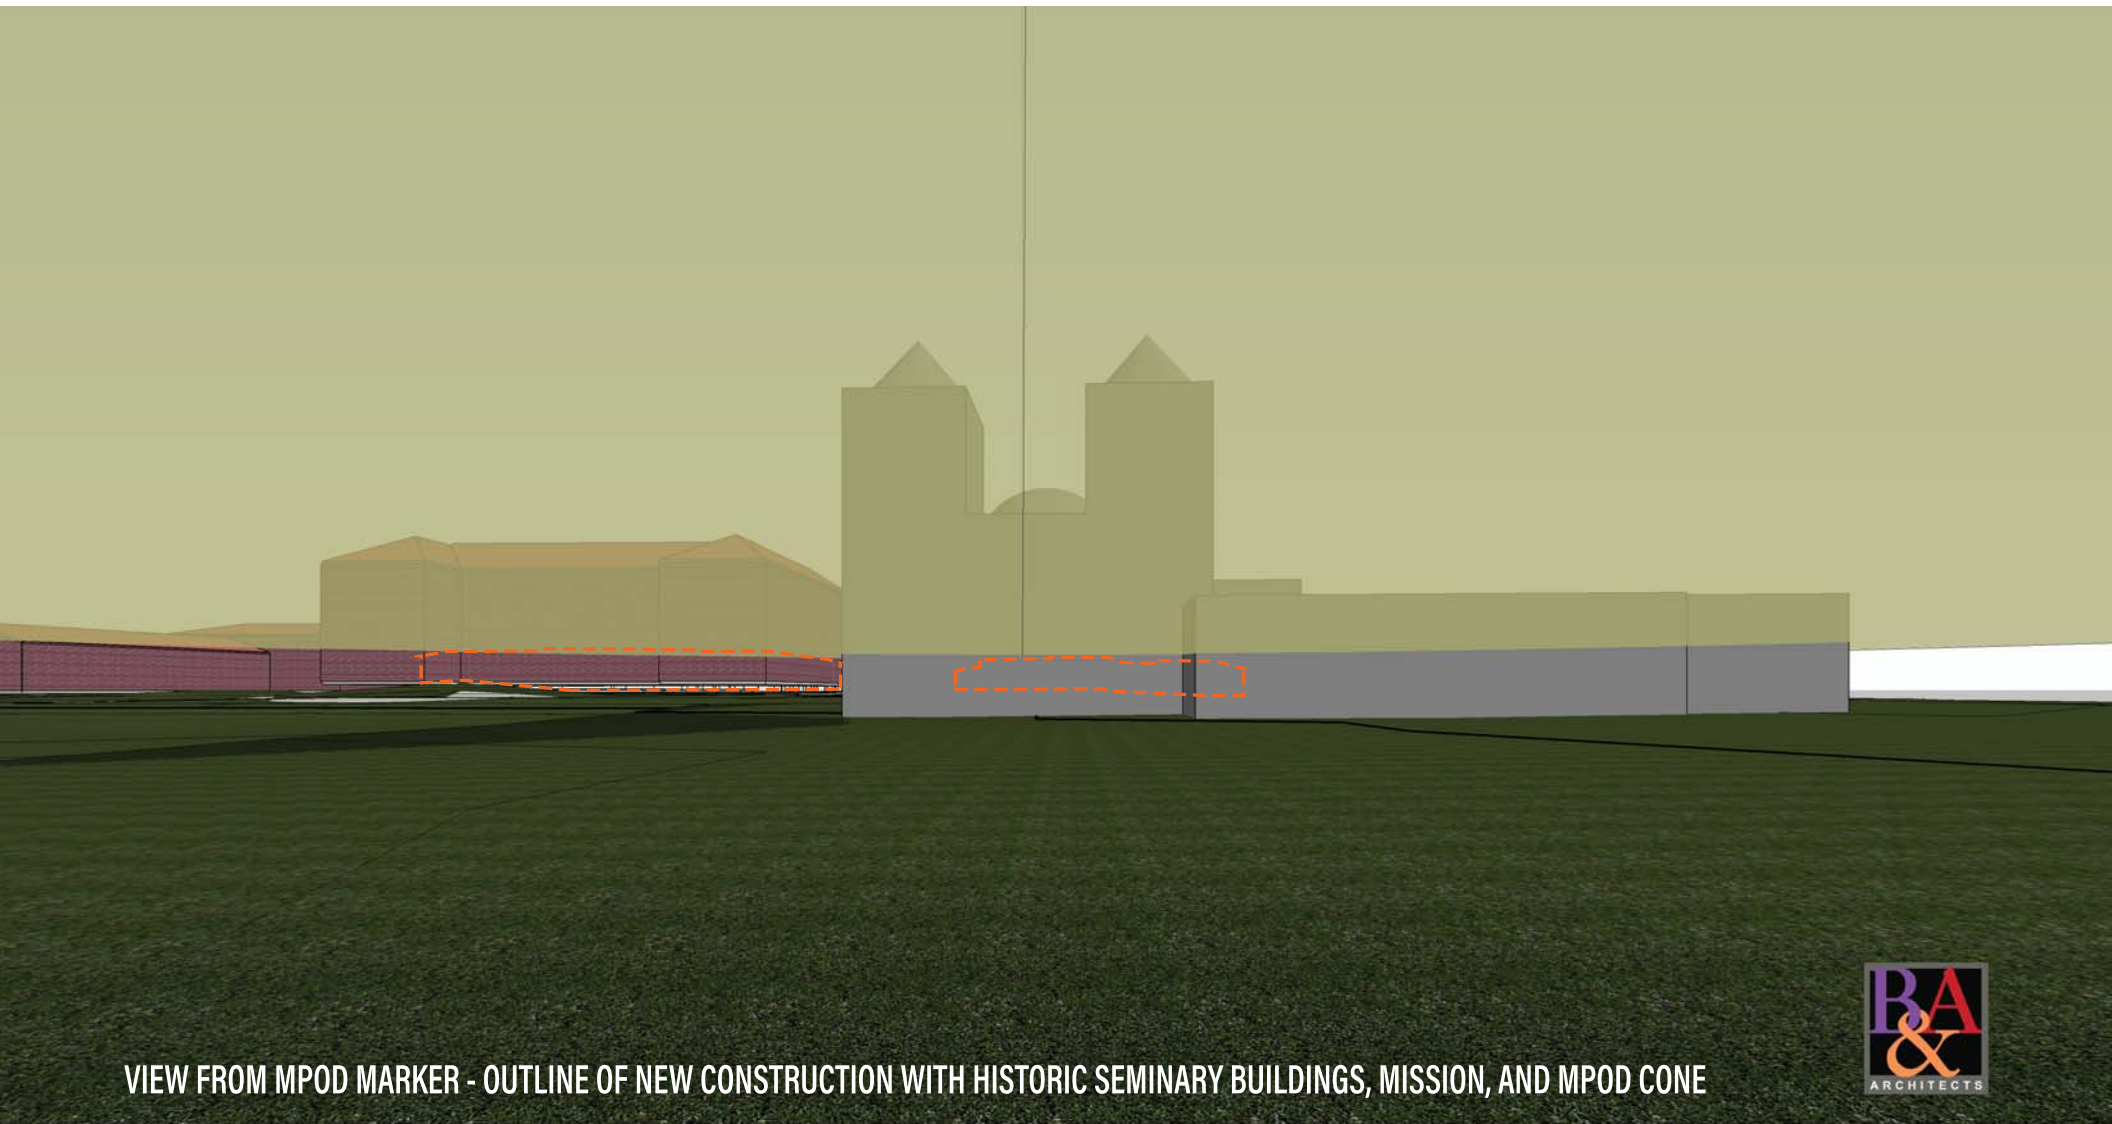 B&A
ARCHITECTS
VIEW FROM MPOD MARKER - OUTLINE OF NEW CONSTRUCTION WITH HISTORIC SEMINARY BUILDINGS, MISSION, AND MPOD CONE